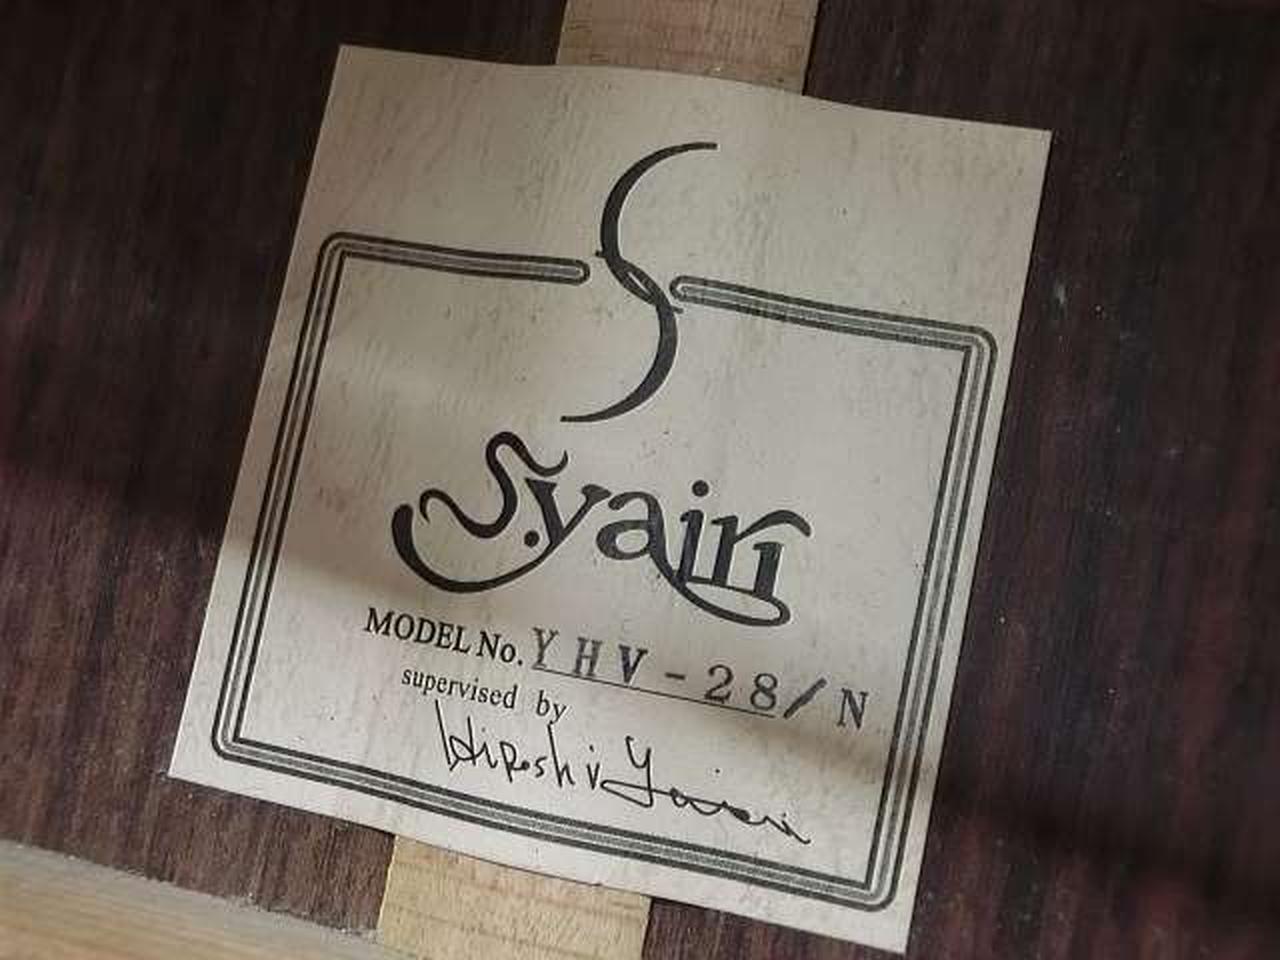 S
S.yairi
MODEL No. YHV-28/N
supervised by
Hiroshi Yairi